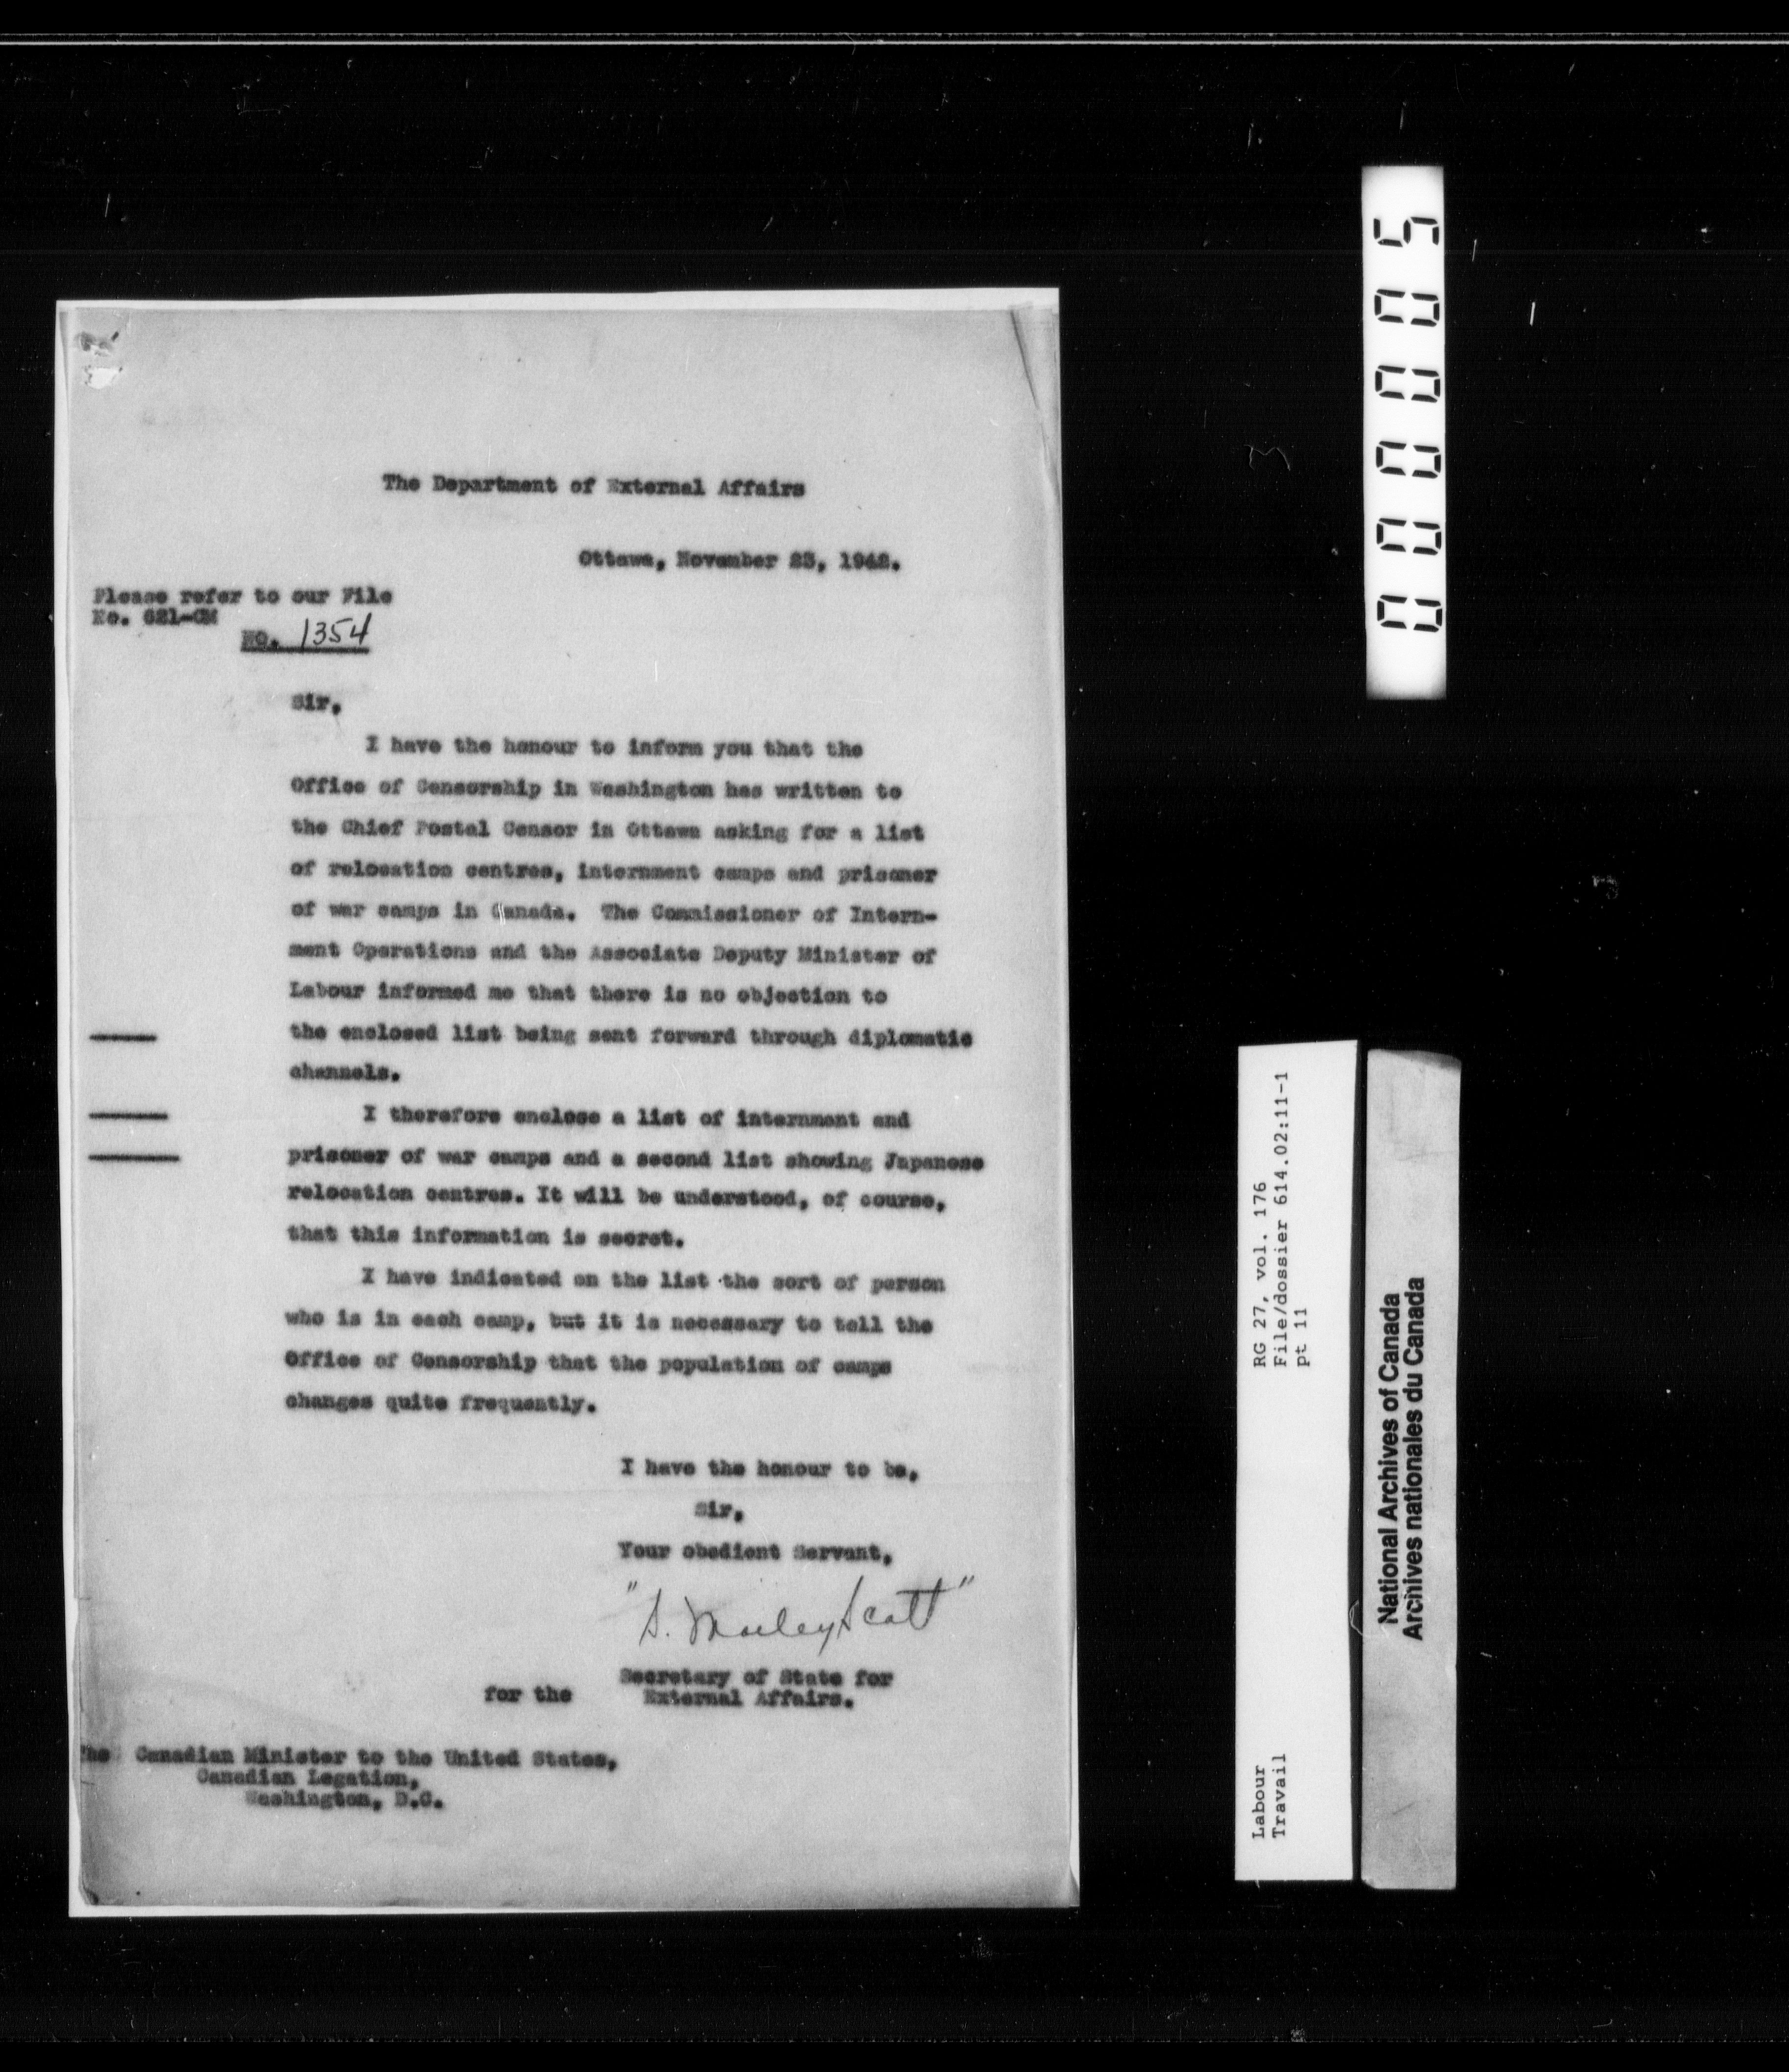 The Department of External Affairs
Ottawa, November 23, 1942.
Please refer to our File
No. 621-CM
NO. 1354
Sir,
I have the honour to inform you that the
Office of Censorship in Washington has written to
the Chief Postal Censor in Ottawa asking for a list
of relocation centres, internment camps and prisoner
of war camps in Canada. The Commissioner of Intern-
ment Operations and the Associate Deputy Minister of
Labour informed me that there is no objection to
the enclosed list being sent forward through diplomatic
channels.
I therefore enclose a list of internment and
prisoner of war camps and a second list showing Japanese
relocation centres. It will be understood, of course,
that this information is secret.
I have indicated on the list the sort of person
who is in each camp, but it is necessary to tell the
Office of Censorship that the population of camps
changes quite frequently.
I have the honour to be,
Sir,
Your obedient Servant,
"S. Morley Scott"
Secretary of State for
for the External Affairs.
The Canadian Minister to the United States,
Canadian Legation,
Washington, D.C.
000005
RG 27, vol. 176
File/dossier 614.02:11-1
pt 11
Labour
Travail
National Archives of Canada
Archives nationales du Canada